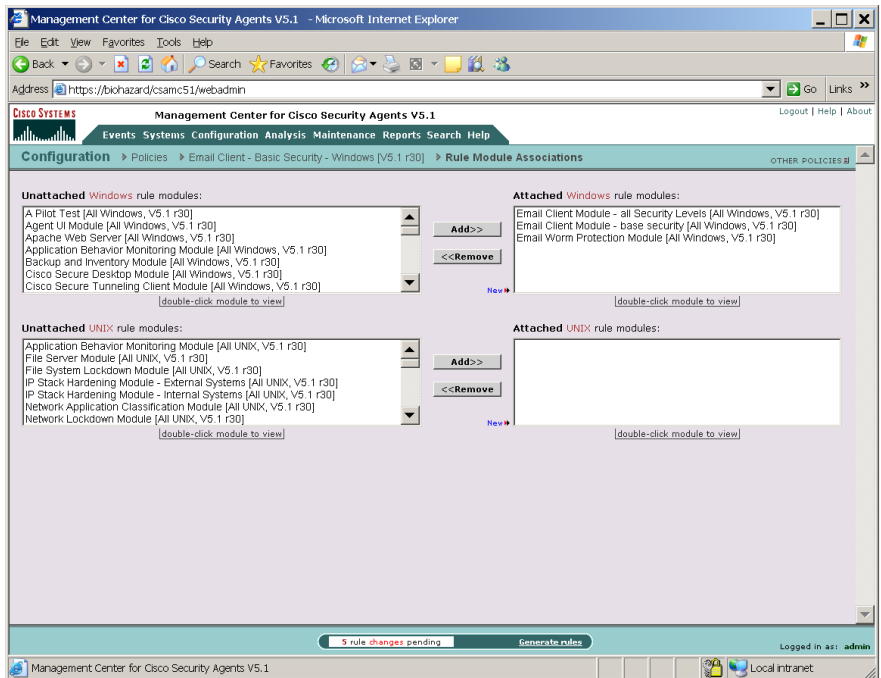 Management Center for Cisco Security Agents V5.1 - Microsoft Internet Explorer
File Edit View Favorites Tools Help
Back Search Favorites
Address https://biohazard/csamc51/webadmin Go Links »
CISCO SYSTEMS
Management Center for Cisco Security Agents V5.1
Logout | Help | About
Events Systems Configuration Analysis Maintenance Reports Search Help
Configuration Policies Email Client - Basic Security - Windows [V5.1 r30] Rule Module Associations
OTHER POLICIES
Unattached Windows rule modules:
A Pilot Test [All Windows, V5.1 r30]
Agent UI Module [All Windows, V5.1 r30]
Apache Web Server [All Windows, V5.1 r30]
Application Behavior Monitoring Module [All Windows, V5.1 r30]
Backup and Inventory Module [All Windows, V5.1 r30]
Cisco Secure Desktop Module [All Windows, V5.1 r30]
Cisco Secure Tunneling Client Module [All Windows, V5.1 r30]
double-click module to view
Add>>
<<Remove
New
Attached Windows rule modules:
Email Client Module - all Security Levels [All Windows, V5.1 r30]
Email Client Module - base security [All Windows, V5.1 r30]
Email Worm Protection Module [All Windows, V5.1 r30]
double-click module to view
Unattached UNIX rule modules:
Application Behavior Monitoring Module [All UNIX, V5.1 r30]
File Server Module [All UNIX, V5.1 r30]
File System Lockdown Module [All UNIX, V5.1 r30]
IP Stack Hardening Module - External Systems [All UNIX, V5.1 r30]
IP Stack Hardening Module - Internal Systems [All UNIX, V5.1 r30]
Network Application Classification Module [All UNIX, V5.1 r30]
Network Lockdown Module [All UNIX, V5.1 r30]
double-click module to view
Add>>
<<Remove
New
Attached UNIX rule modules:
double-click module to view
5 rule changes pending
Generate rules
Logged in as: admin
Management Center for Cisco Security Agents V5.1
Local intranet